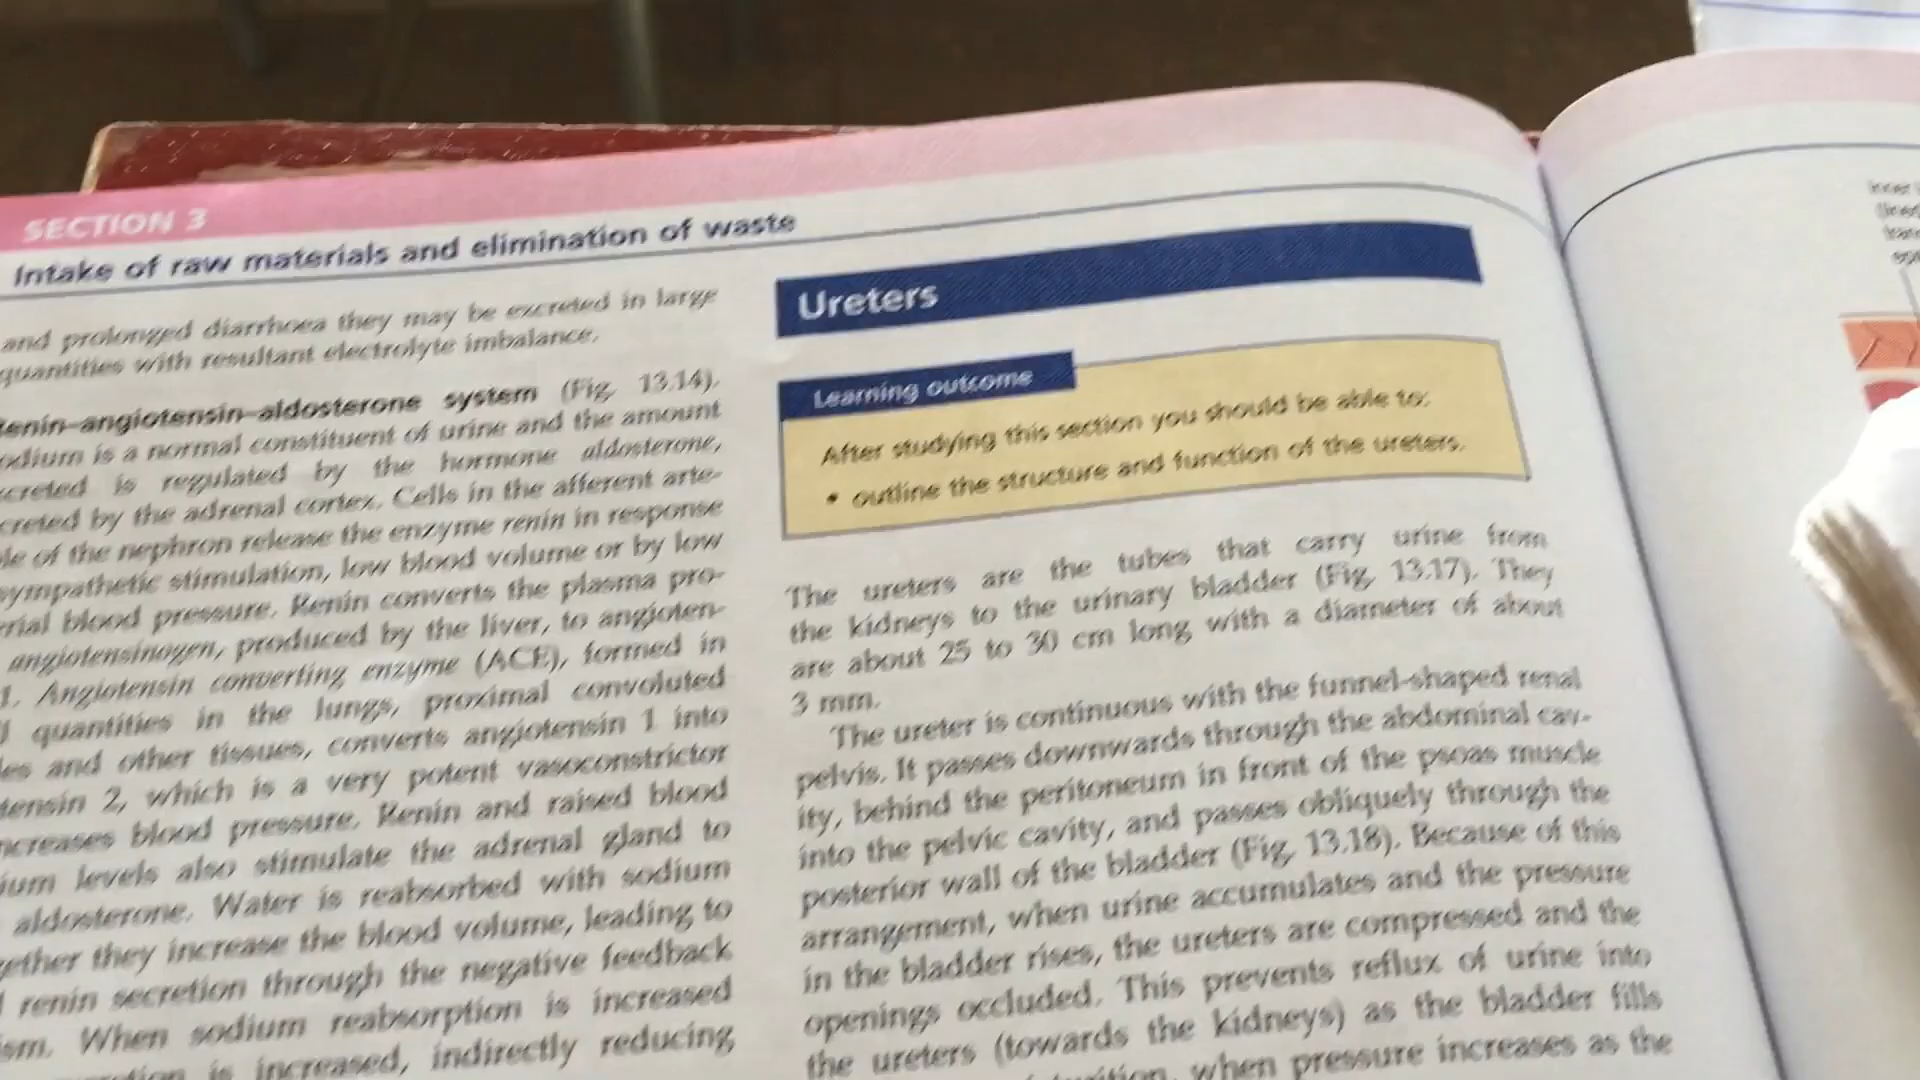 SECTION 3
Intake of raw materials and elimination of waste
and prolonged diarrhoea they may be excreted in large
quantities with resultant electrolyte imbalance.
enin–angiotensin–aldosterone system (Fig. 13.14).
odium is a normal constituent of urine and the amount
creted is regulated by the hormone aldosterone,
creted by the adrenal cortex. Cells in the afferent arte-
le of the nephron release the enzyme renin in response
sympathetic stimulation, low blood volume or by low
rial blood pressure. Renin converts the plasma pro-
angiotensinogen, produced by the liver, to angioten-
1. Angiotensin converting enzyme (ACE), formed in
l quantities in the lungs, proximal convoluted
les and other tissues, converts angiotensin 1 into
tensin 2, which is a very potent vasoconstrictor
ncreases blood pressure. Renin and raised blood
ium levels also stimulate the adrenal gland to
aldosterone. Water is reabsorbed with sodium
gether they increase the blood volume, leading to
renin secretion through the negative feedback
ism. When sodium reabsorption is increased
is increased, indirectly reducing
Ureters
Learning outcome
After studying this section you should be able to:
• outline the structure and function of the ureters.
The ureters are the tubes that carry urine from
the kidneys to the urinary bladder (Fig. 13.17). They
are about 25 to 30 cm long with a diameter of about
3 mm.
The ureter is continuous with the funnel-shaped renal
pelvis. It passes downwards through the abdominal cav-
ity, behind the peritoneum in front of the psoas muscle
into the pelvic cavity, and passes obliquely through the
posterior wall of the bladder (Fig. 13.18). Because of this
arrangement, when urine accumulates and the pressure
in the bladder rises, the ureters are compressed and the
openings occluded. This prevents reflux of urine into
the ureters (towards the kidneys) as the bladder fills
when pressure increases as the